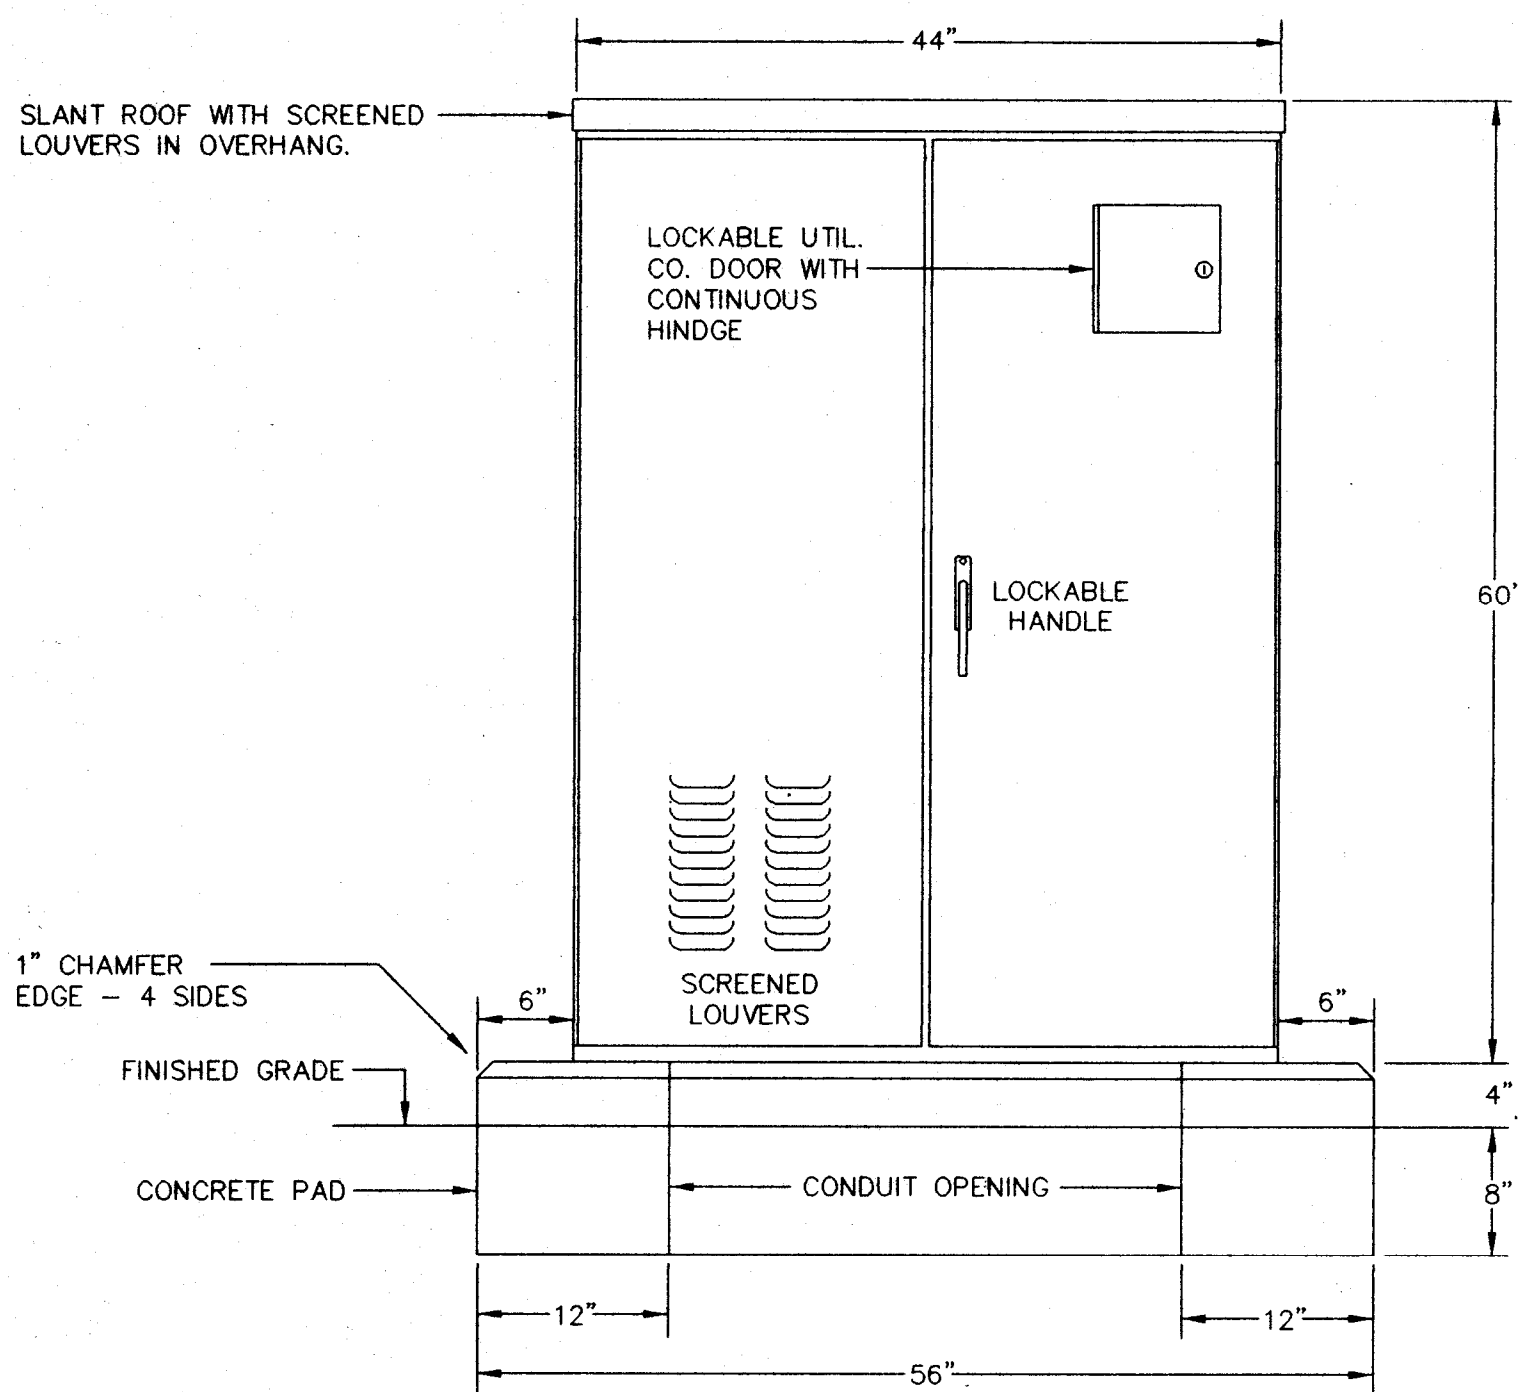 44"
SLANT ROOF WITH SCREENED
LOUVERS IN OVERHANG.
LOCKABLE UTIL.
CO. DOOR WITH
CONTINUOUS
HINDGE
LOCKABLE
HANDLE
60'
SCREENED
LOUVERS
1" CHAMFER
EDGE – 4 SIDES
6"
6"
FINISHED GRADE
4"
CONCRETE PAD
CONDUIT OPENING
8"
12"
12"
56"